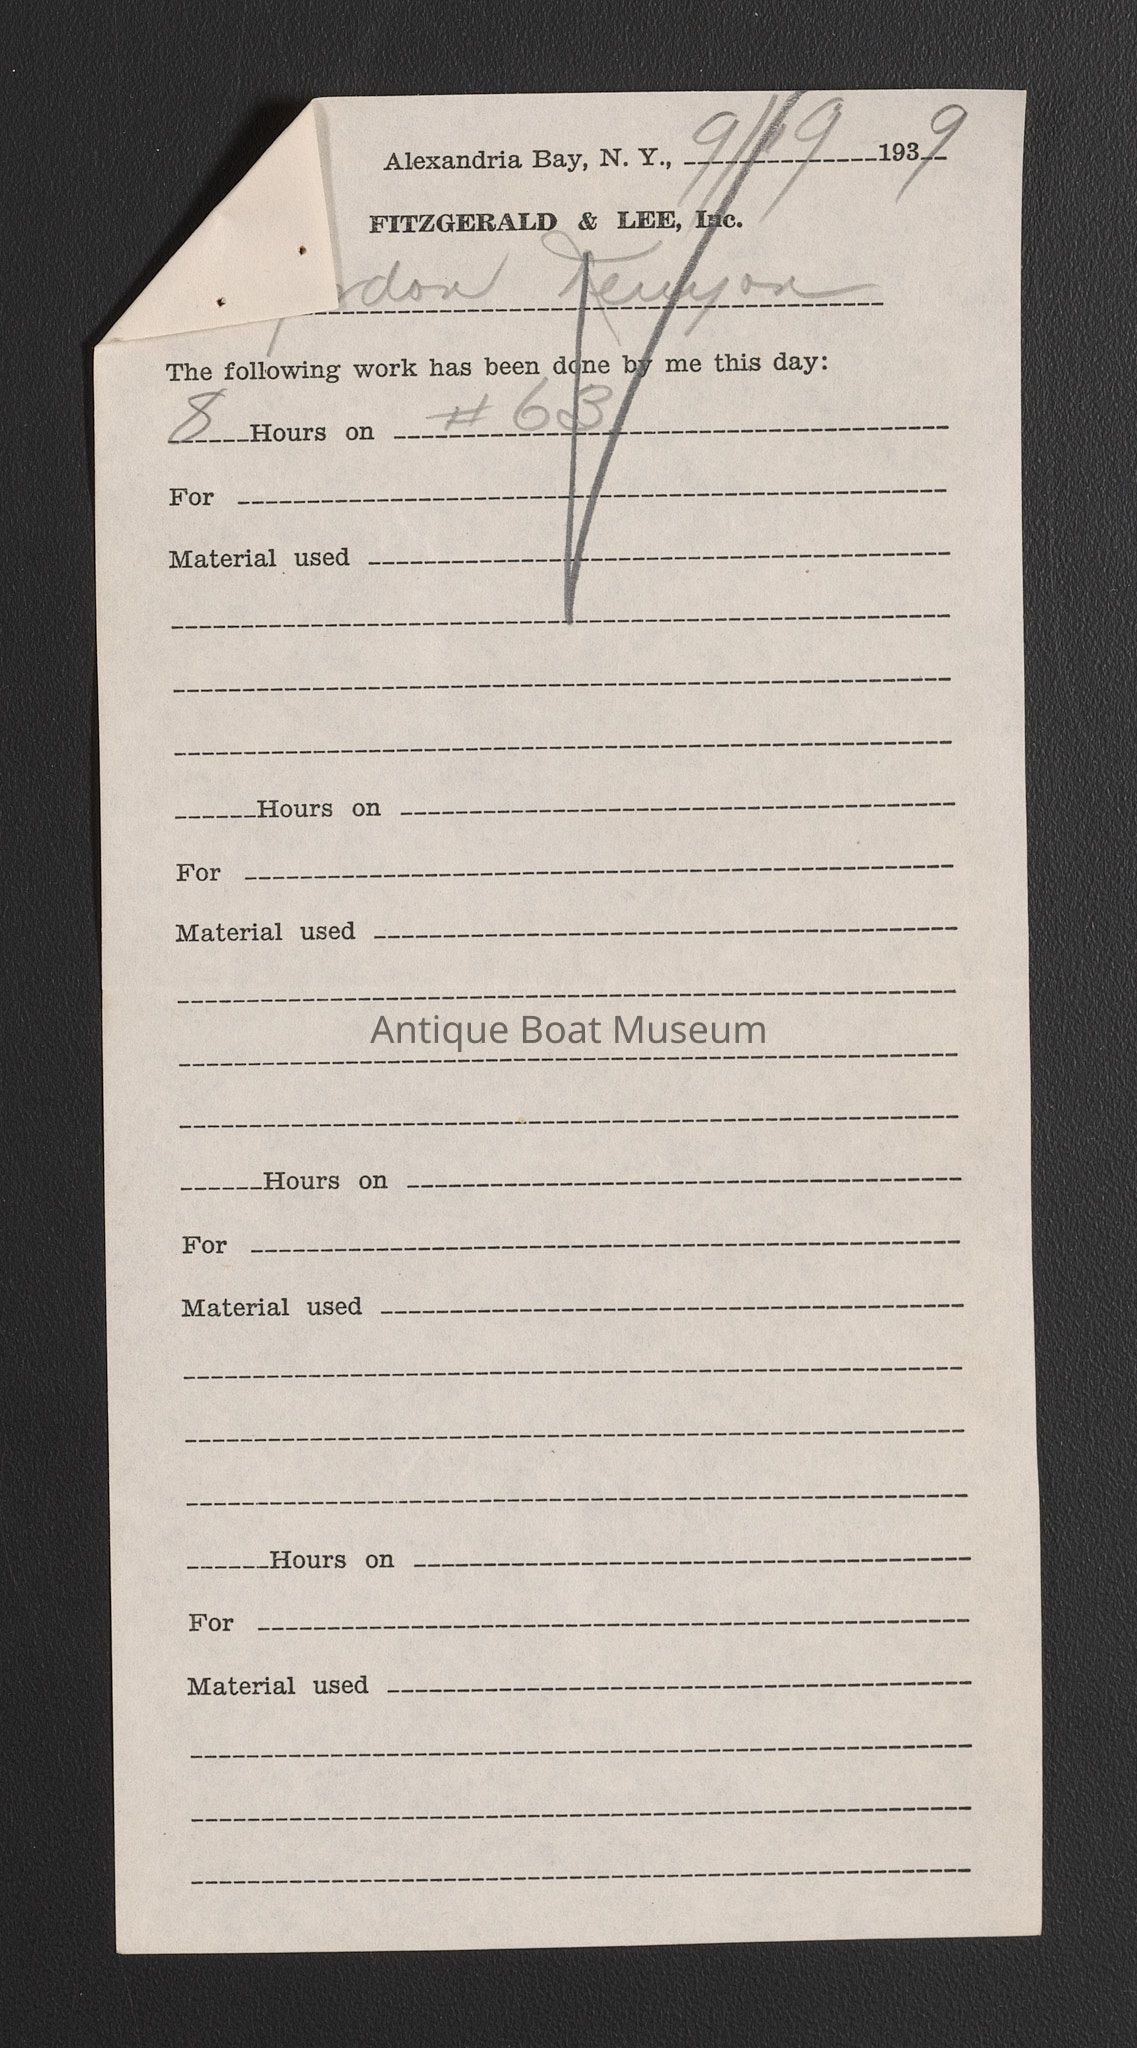 Alexandria Bay, N. Y., 9/19 1939
FITZGERALD & LEE, Inc.
rdon Kenyon
The following work has been done by me this day:
8 Hours on #63
For
Material used
Hours on
For
Material used
Antique Boat Museum
Hours on
For
Material used
Hours on
For
Material used